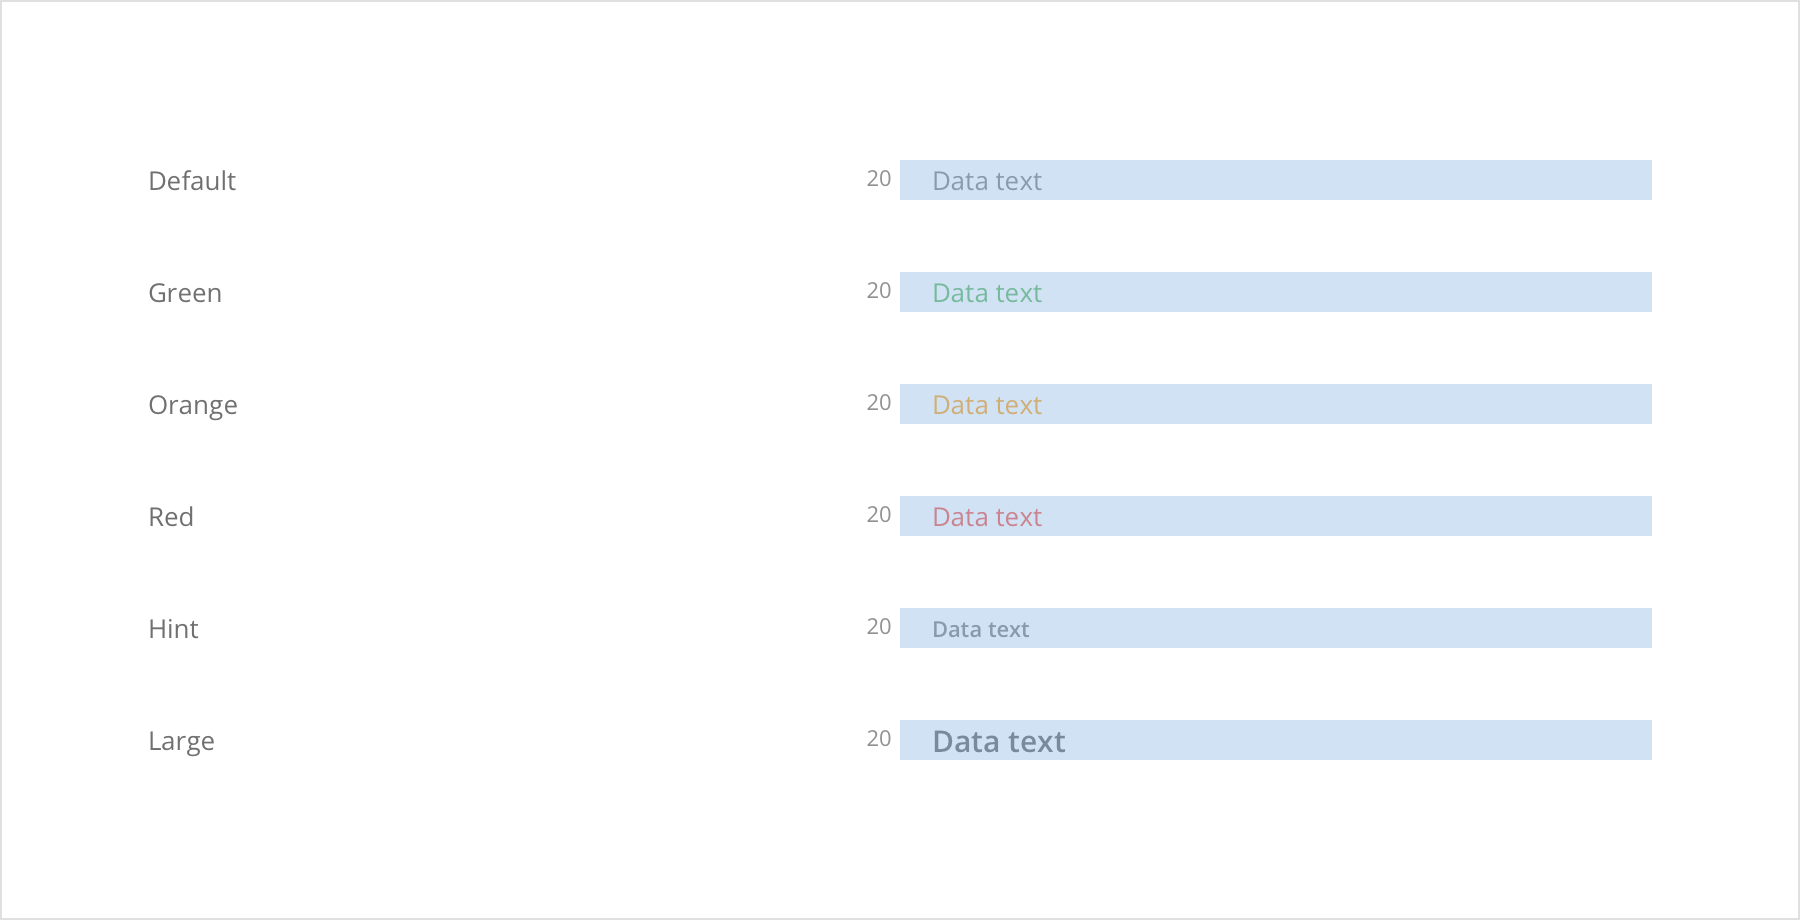 Default 20 Data text
Green 20 Data text
Orange 20 Data text
Red 20 Data text
Hint 20 Data text
Large 20 Data text